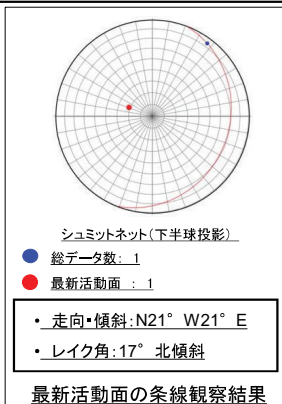 シュミットネット(下半球投影)
総データ数: 1
最新活動面 : 1
・ 走向・傾斜:N21° W21° E
・ レイク角:17° 北傾斜
最新活動面の条線観察結果